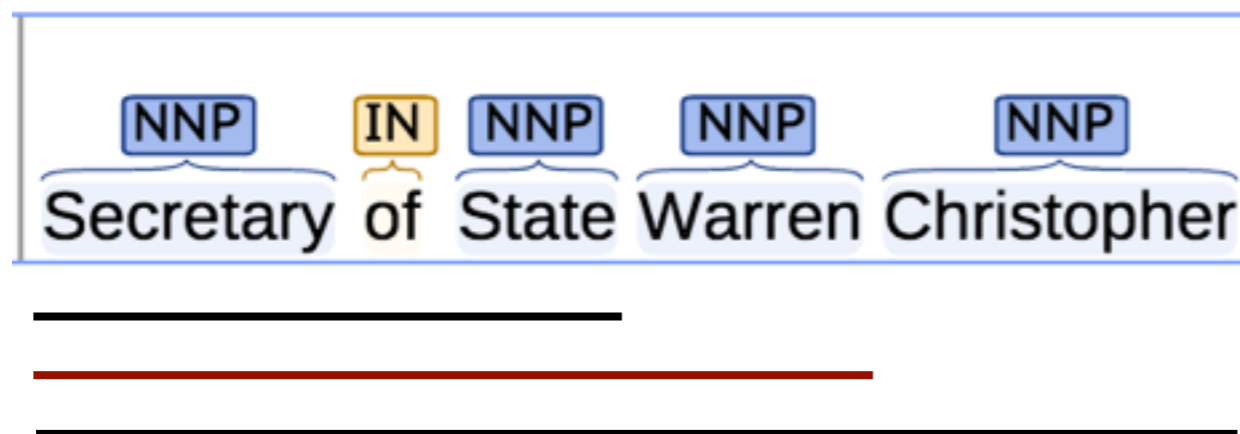 NNP IN NNP NNP NNP
Secretary of State Warren Christopher